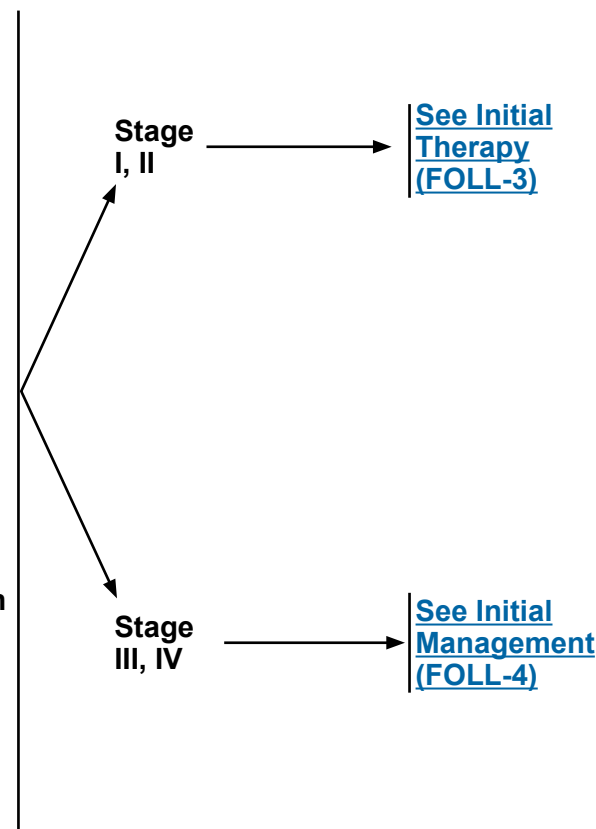 Stage
I, II
See Initial
Therapy
(FOLL-3)
Stage
III, IV
See Initial
Management
(FOLL-4)